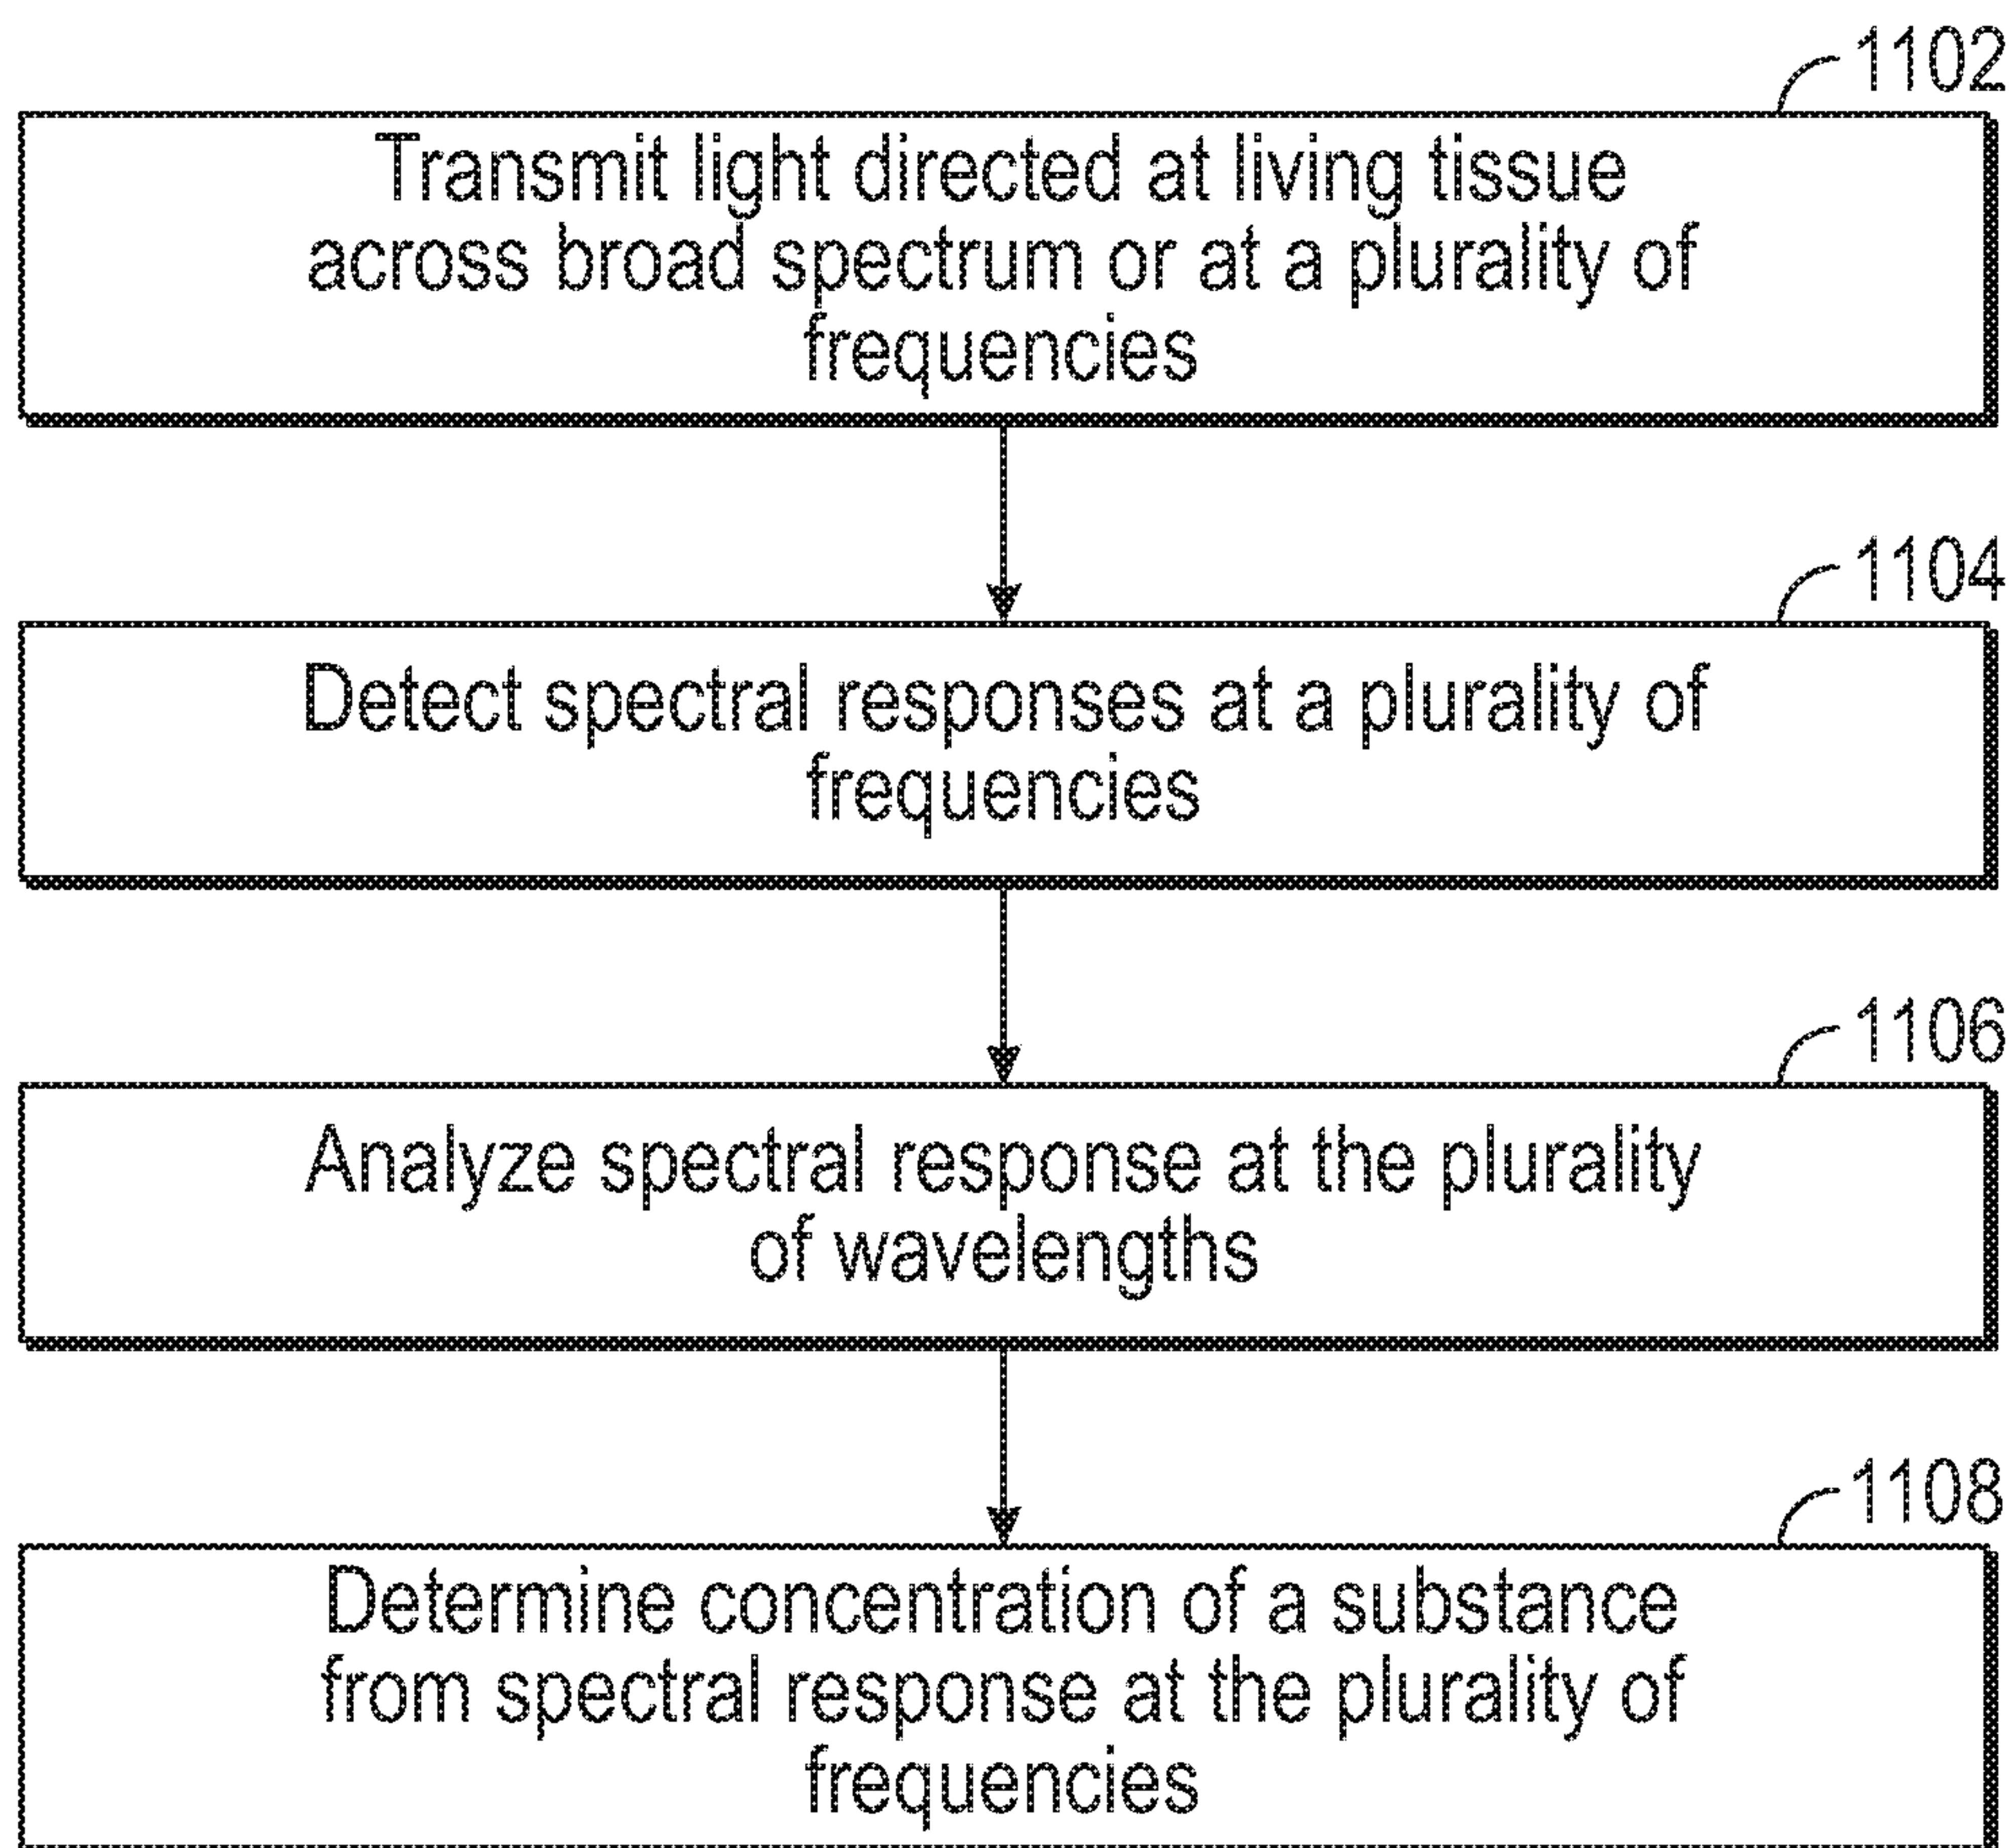 1102
Transmit light directed at living tissue
across broad spectrum or at a plurality of
frequencies
1104
Detect spectral responses at a plurality of
frequencies
1106
Analyze spectral response at the plurality
of wavelengths
1108
Determine concentration of a substance
from spectral response at the plurality of
frequencies